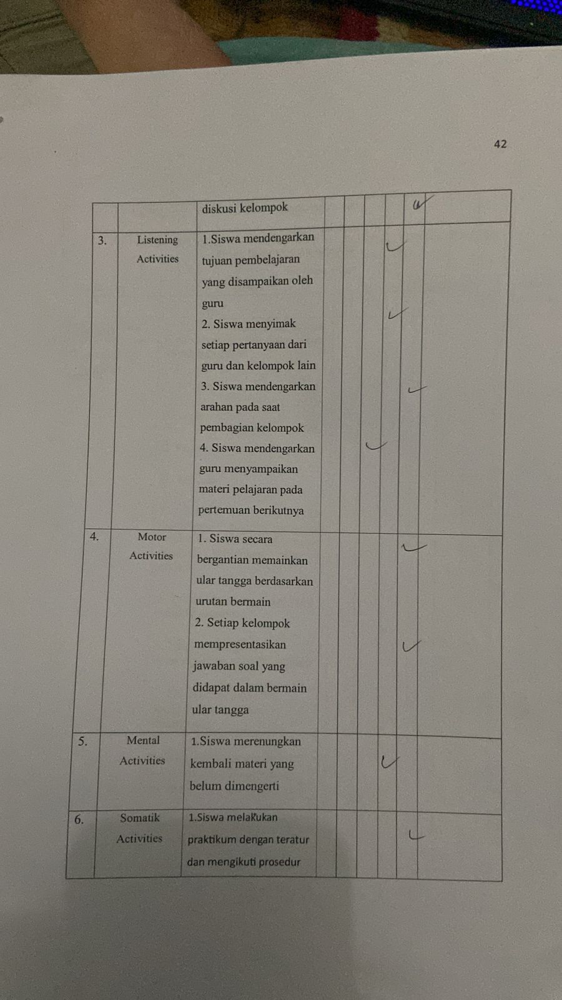 42
diskusi kelompok
3.
Listening
Activities
1.Siswa mendengarkan
tujuan pembelajaran
yang disampaikan oleh
guru
2. Siswa menyimak
setiap pertanyaan dari
guru dan kelompok lain
3. Siswa mendengarkan
arahan pada saat
pembagian kelompok
4. Siswa mendengarkan
guru menyampaikan
materi pelajaran pada
pertemuan berikutnya
4.
Motor
Activities
1. Siswa secara
bergantian memainkan
ular tangga berdasarkan
urutan bermain
2. Setiap kelompok
mempresentasikan
jawaban soal yang
didapat dalam bermain
ular tangga
5.
Mental
Activities
1.Siswa merenungkan
kembali materi yang
belum dimengerti
6.
Somatik
Activities
1.Siswa melakukan
praktikum dengan teratur
dan mengikuti prosedur